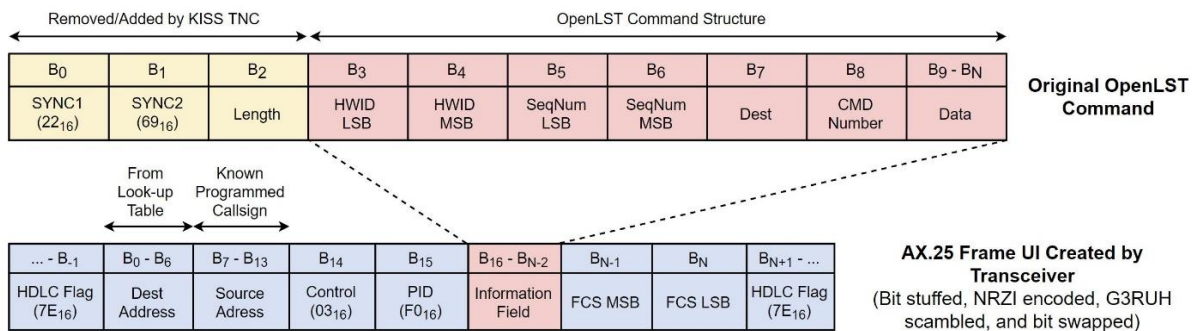 Removed/Added by KISS TNC
OpenLST Command Structure
B0 B1 B2 B3 B4 B5 B6 B7 B8 B9 - BN
SYNC1 (22₁₆) SYNC2 (69₁₆) Length HWID LSB HWID MSB SeqNum LSB SeqNum MSB Dest CMD Number Data
Original OpenLST
Command
From
Look-up
Table
Known
Programmed
Callsign
... - B-1 B0 - B6 B7 - B13 B14 B15 B16 - BN-2 BN-1 BN BN+1 - ...
HDLC Flag (7E₁₆) Dest Address Source Adress Control (03₁₆) PID (F0₁₆) Information Field FCS MSB FCS LSB HDLC Flag (7E₁₆)
AX.25 Frame UI Created by
Transceiver
(Bit stuffed, NRZI encoded, G3RUH
scambled, and bit swapped)